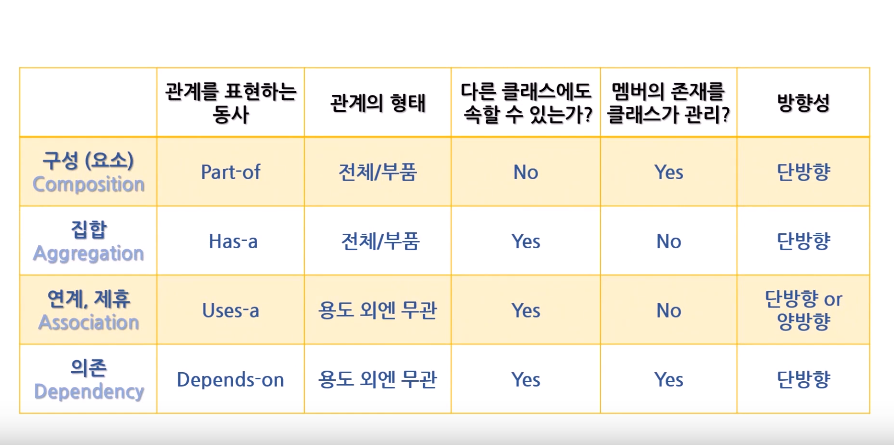 관계를 표현하는 동사
관계의 형태
다른 클래스에도 속할 수 있는가?
멤버의 존재를 클래스가 관리?
방향성
구성 (요소)
Composition
Part-of
전체/부품
No
Yes
단방향
집합
Aggregation
Has-a
전체/부품
Yes
No
단방향
연계, 제휴
Association
Uses-a
용도 외엔 무관
Yes
No
단방향 or 양방향
의존
Dependency
Depends-on
용도 외엔 무관
Yes
Yes
단방향